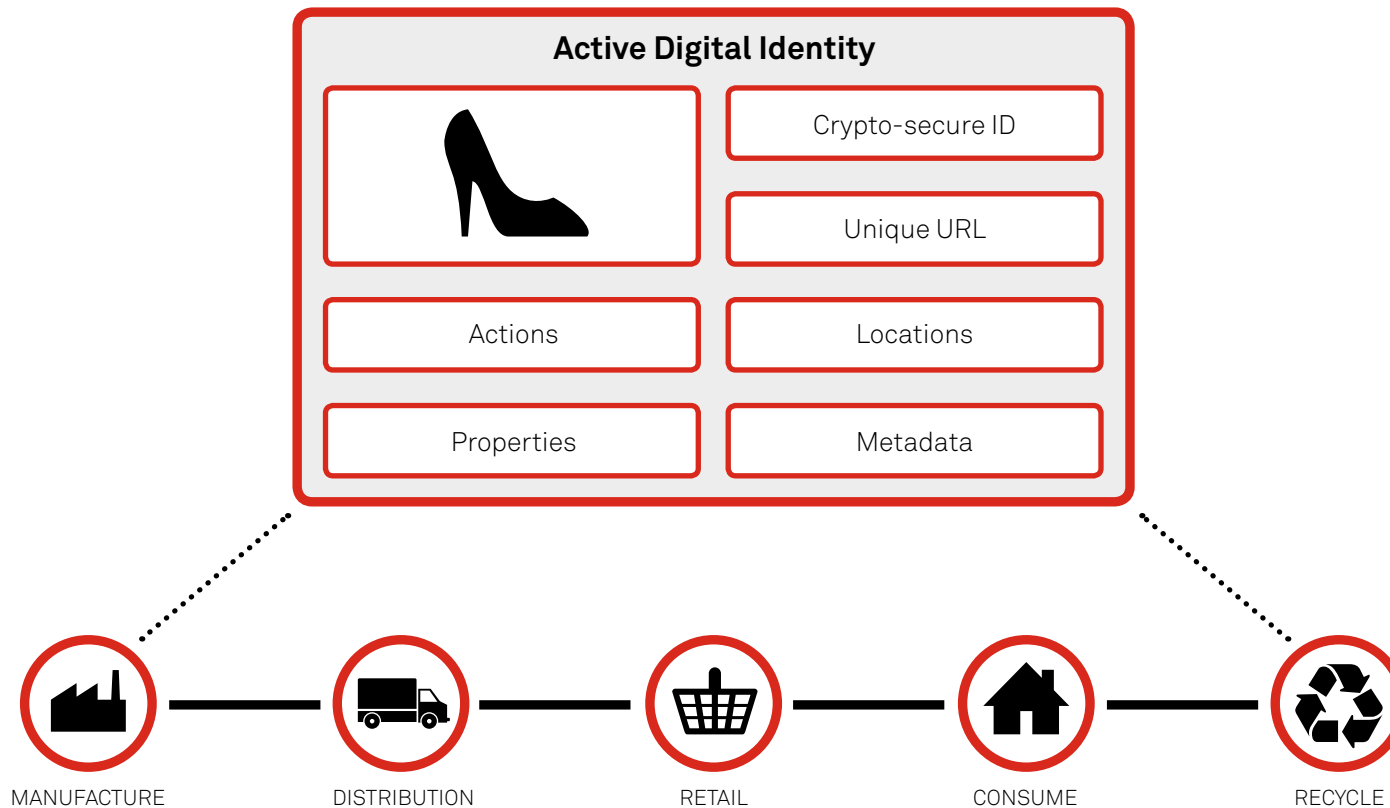 Active Digital Identity
Crypto-secure ID
Unique URL
Actions
Locations
Properties
Metadata
MANUFACTURE
DISTRIBUTION
RETAIL
CONSUME
RECYCLE